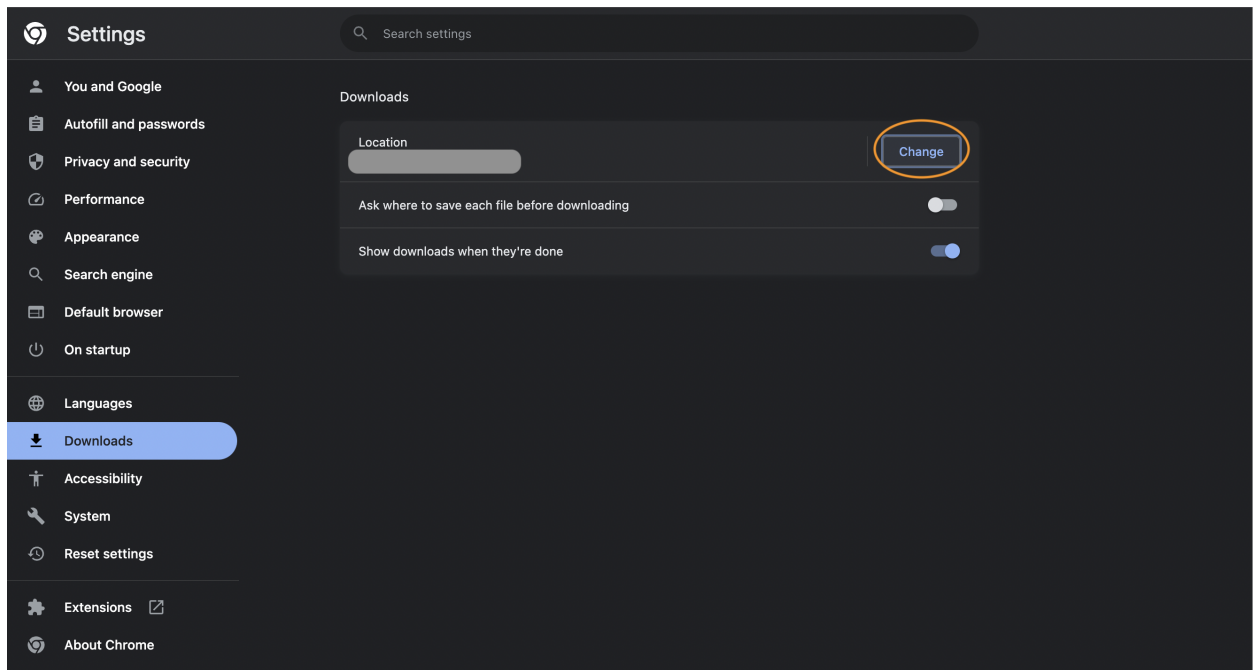 Settings
Search settings
You and Google
Autofill and passwords
Privacy and security
Performance
Appearance
Search engine
Default browser
On startup
Languages
Downloads
Accessibility
System
Reset settings
Extensions
About Chrome
Downloads
Location
Change
Ask where to save each file before downloading
Show downloads when they're done